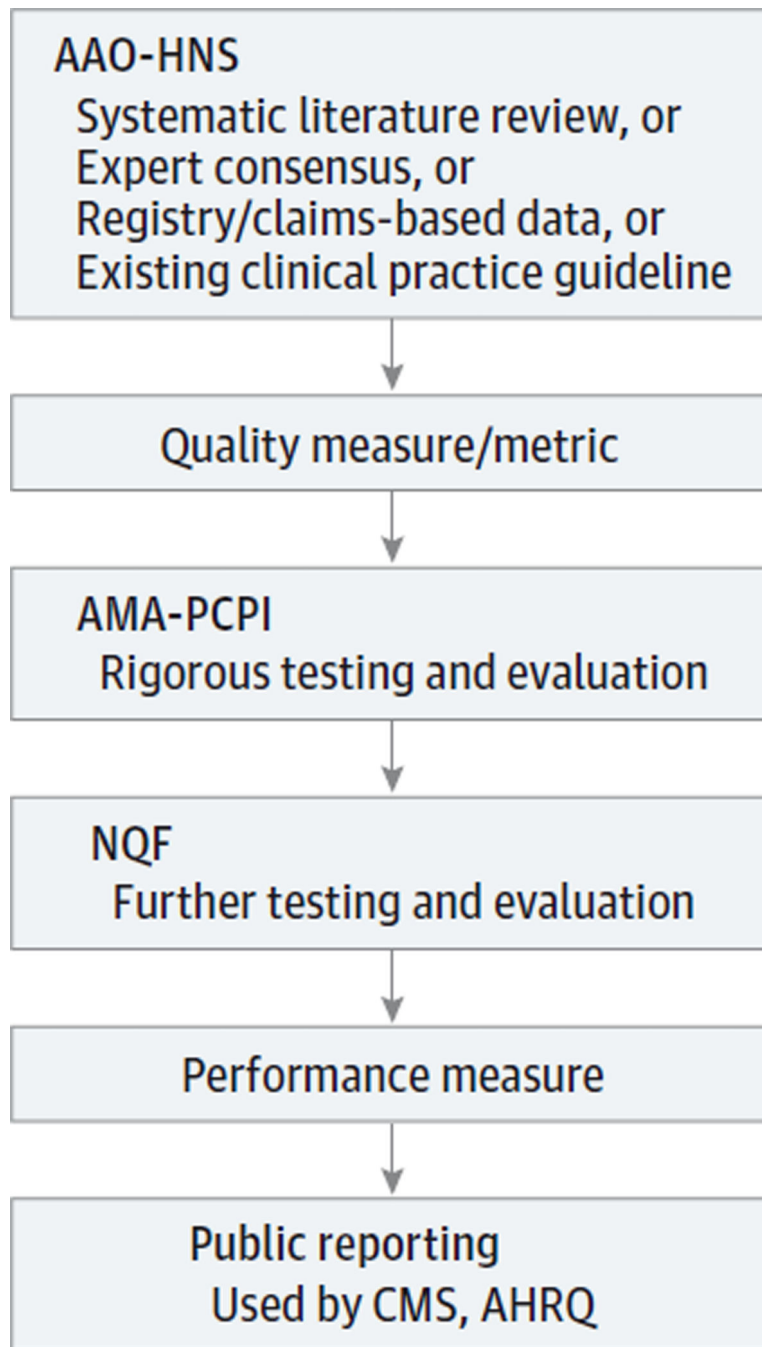 AAO-HNS
Systematic literature review, or
Expert consensus, or
Registry/claims-based data, or
Existing clinical practice guideline
Quality measure/metric
AMA-PCPI
Rigorous testing and evaluation
NQF
Further testing and evaluation
Performance measure
Public reporting
Used by CMS, AHRQ